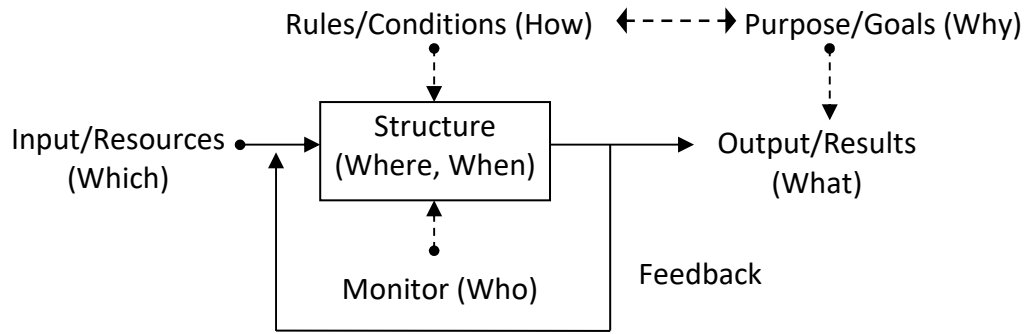 Rules/Conditions (How)
Purpose/Goals (Why)
Input/Resources
(Which)
Structure
(Where, When)
Output/Results
(What)
Monitor (Who)
Feedback